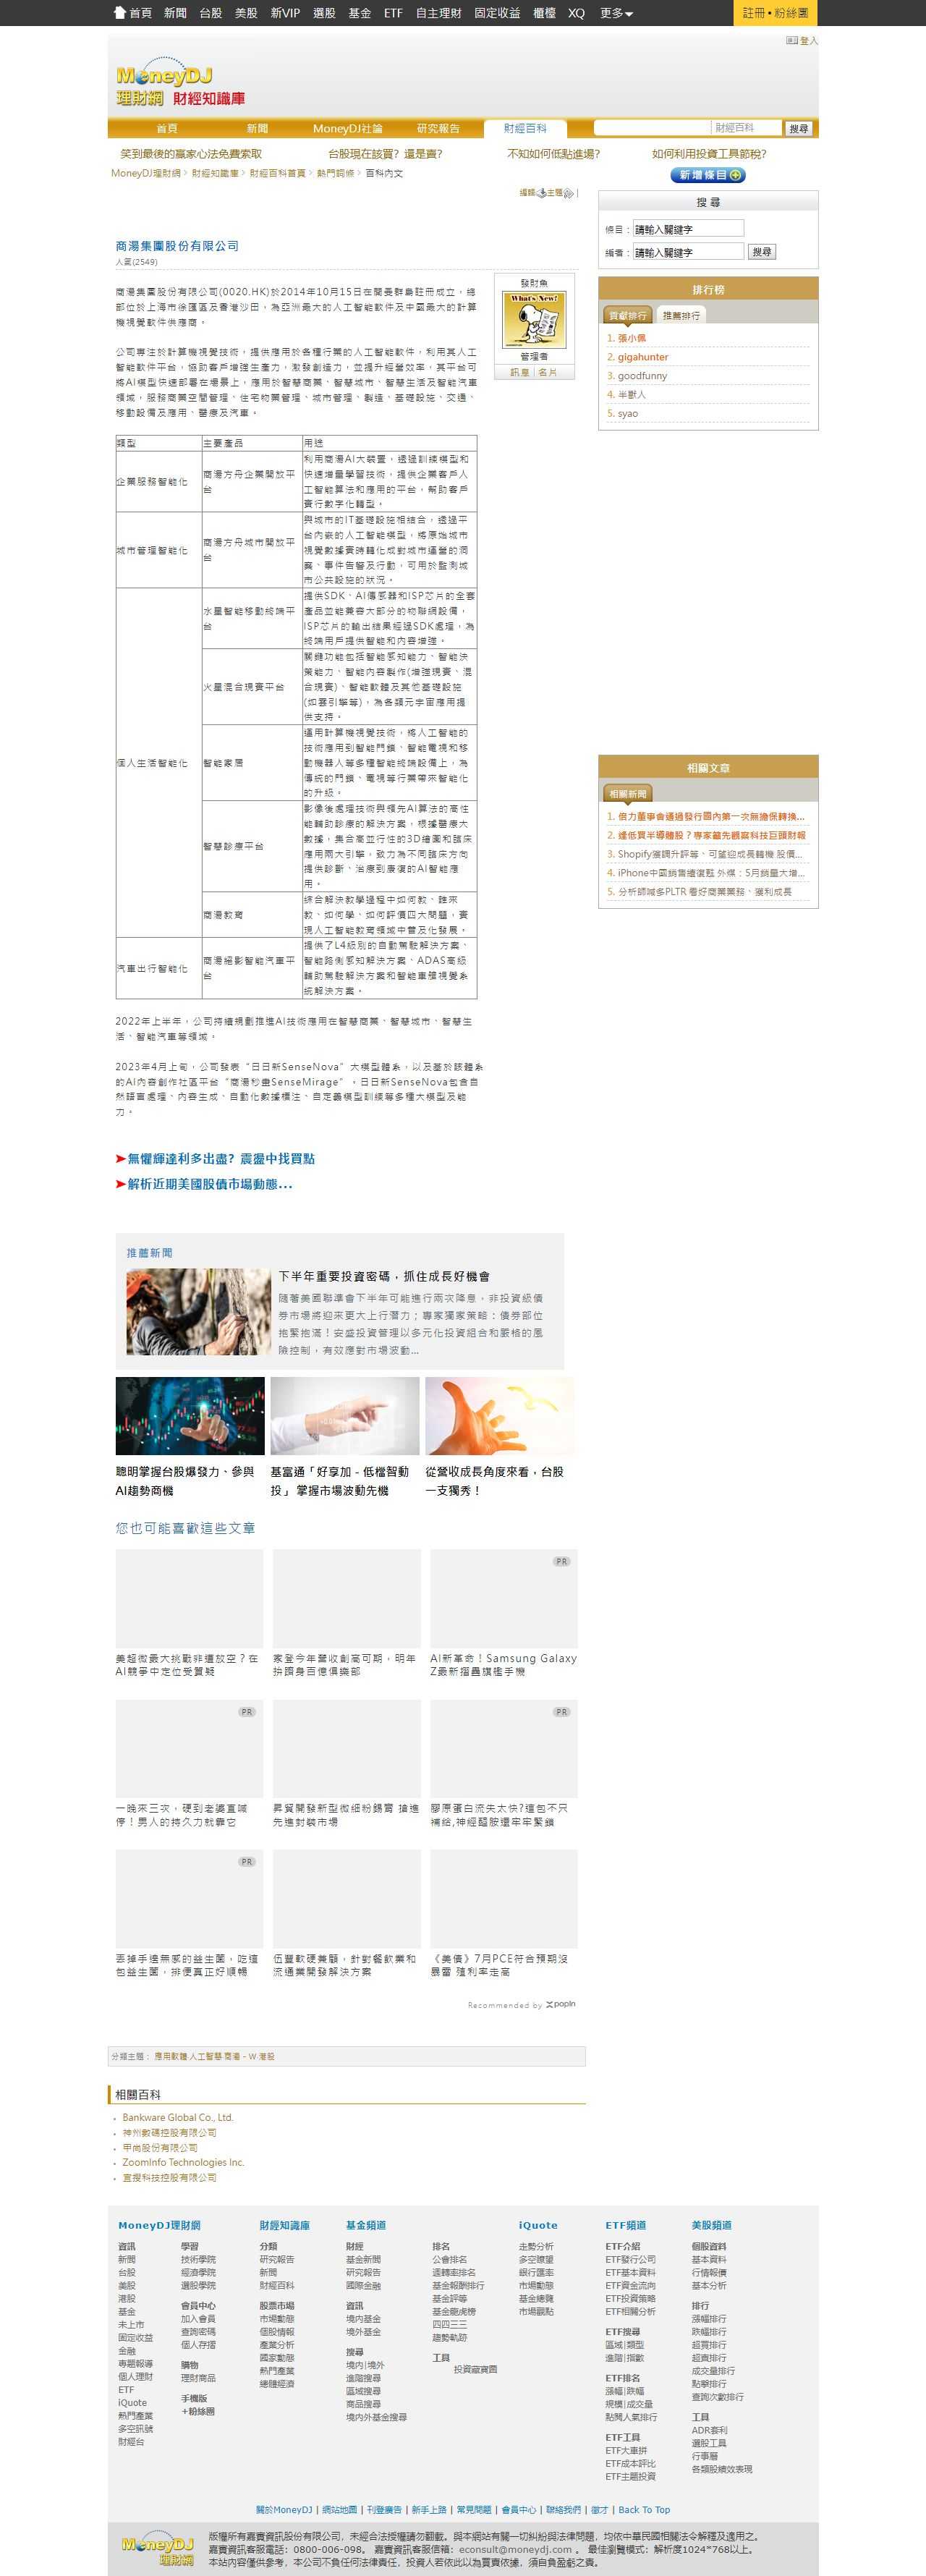 首頁 新聞 台股 美股 新VIP 選股 基金 ETF 自主理財 固定收益 櫃檯 XQ 更多 註冊 • 粉絲團
登入
MoneyDJ
理財網 財經知識庫
首頁 新聞 MoneyDJ社論 研究報告 財經百科 財經百科 搜尋
笑到最後的贏家心法免費索取 台股現在該買? 還是賣? 不知如何低點進場? 如何利用投資工具節稅?
MoneyDJ理財網 > 財經知識庫 > 財經百科首頁 > 熱門詞條 > 百科內文
新增條目
編輯 主題 |
搜 尋
條目: 請輸入關鍵字
編者: 請輸入關鍵字 搜尋
商湯集團股份有限公司
人氣(2549)
發財魚
What's New!
管理者
訊息 | 名片
商湯集團股份有限公司(0020.HK)於2014年10月15日在開曼群島註冊成立，總
部位於上海市徐匯區及香港沙田，為亞洲最大的人工智能軟件及中國最大的計算
機視覺軟件供應商。
公司專注於計算機視覺技術，提供應用於各種行業的人工智能軟件，利用其人工
智能軟件平台，協助客戶增強生產力，激發創造力，並提升經營效率，其平台可
將AI模型快速部署在場景上，應用於智慧商業、智慧城市、智慧生活及智能汽車
領域，服務商業空間管理、住宅物業管理、城市管理、製造、基礎設施、交通、
移動設備及應用、醫療及汽車。
排行榜
貢獻排行 推薦排行
1. 張小佩
2. gigahunter
3. goodfunny
4. 半獸人
5. syao
類型 主要產品 用途
企業服務智能化
商湯方舟企業開放平
台
利用商湯AI大裝置，透過訓練模型和
快速增量學習技術，提供企業客戶人
工智能算法和應用的平台，幫助客戶
實行數字化轉型。
城市管理智能化
商湯方舟城市開放平
台
與城市的IT基礎設施相結合，透過平
台內嵌的人工智能模型，將原始城市
視覺數據實時轉化成對城市運營的洞
察、事件告警及行動，可用於監測城
市公共設施的狀況。
個人生活智能化
水星智能移動終端平
台
提供SDK、AI傳感器和ISP芯片的全套
產品並能兼容大部分的物聯網設備，
ISP芯片的輸出結果經過SDK處理，為
終端用戶提供智能和內容增強。
火星混合現實平台
關鍵功能包括智能感知能力、智能決
策能力、智能內容製作(增強現實、混
合現實)、智能軟體及其他基礎設施
(如雲引擎等)，為各類元宇宙應用提
供支持。
智能家居
運用計算機視覺技術，將人工智能的
技術應用到智能門鎖、智能電視和移
動機器人等多種智能終端設備上，為
傳統的門鎖、電視等行業帶來智能化
的升級。
智慧診療平台
影像後處理技術與領先AI算法的高性
能輔助診療的解決方案，根據醫療大
數據，集合高並行性的3D繪圖和臨床
應用兩大引擎，致力為不同臨床方向
提供診斷、治療到康復的AI智能應
用。
商湯教育
綜合解決教學過程中如何教、誰來
教、如何學、如何評價四大問題，實
現人工智能教育領域中普及化發展。
汽車出行智能化
商湯絕影智能汽車平
台
提供了L4級別的自動駕駛解決方案、
智能路側感知解決方案、ADAS高級
輔助駕駛解決方案和智能車艙視覺系
統解決方案。
相關文章
相關新聞
1. 倍力董事會通過發行國內第一次無擔保轉換...
2. 逢低買半導體股？專家籲先觀察科技巨頭財報
3. Shopify獲調升評等、可望迎成長轉機 股價...
4. iPhone中國銷售續復甦 外媒：5月銷量大增...
5. 分析師喊多PLTR 看好商業業務、獲利成長
2022年上半年，公司持續規劃推進AI技術應用在智慧商業、智慧城市、智慧生
活、智能汽車等領域。
2023年4月上旬，公司發表“日日新SenseNova”大模型體系，以及基於該體系
的AI內容創作社區平台“商湯秒畫SenseMirage”。日日新SenseNova包含自
然語言處理、內容生成、自動化數據標注、自定義模型訓練等多種大模型及能
力。
➤無懼輝達利多出盡? 震盪中找買點
➤解析近期美國股債市場動態...
推薦新聞
下半年重要投資密碼，抓住成長好機會
隨著美國聯準會下半年可能進行兩次降息，非投資級債
券市場將迎來更大上行潛力；專家獨家策略：債券部位
抱緊抱滿！安盛投資管理以多元化投資組合和嚴格的風
險控制，有效應對市場波動...
聰明掌握台股爆發力、參與
AI趨勢商機
基富通「好享加－低檔智動
投」 掌握市場波動先機
從營收成長角度來看，台股
一支獨秀！
您也可能喜歡這些文章
美超微最大挑戰非遭放空？在
AI競爭中定位受質疑
家登今年營收創高可期，明年
拚躋身百億俱樂部
PR
AI新革命！Samsung Galaxy
Z最新摺疊旗艦手機
PR
一晚來三次，硬到老婆直喊
停！男人的持久力就靠它
昇貿開發新型微細粉錫膏 搶進
先進封裝市場
PR
膠原蛋白流失太快?這包不只
補給,神經醯胺還牢牢緊鎖
PR
丟掉手邊無感的益生菌，吃這
包益生菌，排便真正好順暢
伍豐軟硬兼顧，針對餐飲業和
流通業開發解決方案
《美債》7月PCE符合預期沒
暴雷 殖利率走高
Recommended by popIn
分類主題： 應用軟體 人工智慧 商湯－W 港股
相關百科
Bankware Global Co., Ltd.
神州數碼控股有限公司
甲尚股份有限公司
ZoomInfo Technologies Inc.
宜搜科技控股有限公司
MoneyDJ理財網
資訊
新聞
台股
美股
港股
基金
未上市
固定收益
金融
專題報導
個人理財
ETF
iQuote
熱門產業
多空訊號
財經台
學習
技術學院
經濟學院
選股學院
會員中心
加入會員
查詢密碼
個人存摺
購物
理財商品
手機版
+粉絲團
財經知識庫
分類
研究報告
新聞
財經百科
股票市場
市場動態
個股情報
產業分析
國家動態
熱門產業
總體經濟
基金頻道
財經
基金新聞
研究報告
國際金融
資訊
境內基金
境外基金
搜尋
境內|境外
進階搜尋
區域搜尋
商品搜尋
境內外基金搜尋
排名
公會排名
週轉率排名
基金報酬排行
基金評等
基金龍虎榜
四四三三
趨勢軌跡
工具
投資藏寶圖
iQuote
走勢分析
多空瞭望
銀行匯率
市場動態
基金總覽
市場觀點
ETF頻道
ETF介紹
ETF發行公司
ETF基本資料
ETF資金流向
ETF投資策略
ETF相關分析
ETF搜尋
區域|類型
進階|指數
ETF排名
漲幅|跌幅
規模|成交量
點閱人氣排行
ETF工具
ETF大車拚
ETF成本評比
ETF主題投資
美股頻道
個股資料
基本資料
行情報價
基本分析
排行
漲幅排行
跌幅排行
超買排行
超賣排行
成交量排行
點擊排行
查詢次數排行
工具
ADR套利
選股工具
行事曆
各類股績效表現
關於MoneyDJ | 網站地圖 | 刊登廣告 | 新手上路 | 常見問題 | 會員中心 | 聯絡我們 | 徵才 | Back To Top
MoneyDJ
理財網
版權所有嘉實資訊股份有限公司，未經合法授權請勿翻載。與本網站有關一切糾紛與法律問題，均依中華民國相關法令解釋及適用之。
嘉實資訊客服電話：0800-006-098。 嘉實資訊客服信箱：econsult@moneydj.com 。 最佳瀏覽模式：解析度1024*768以上。
本站內容僅供參考，本公司不負任何法律責任，投資人若依此以為買賣依據，須自負盈虧之責。